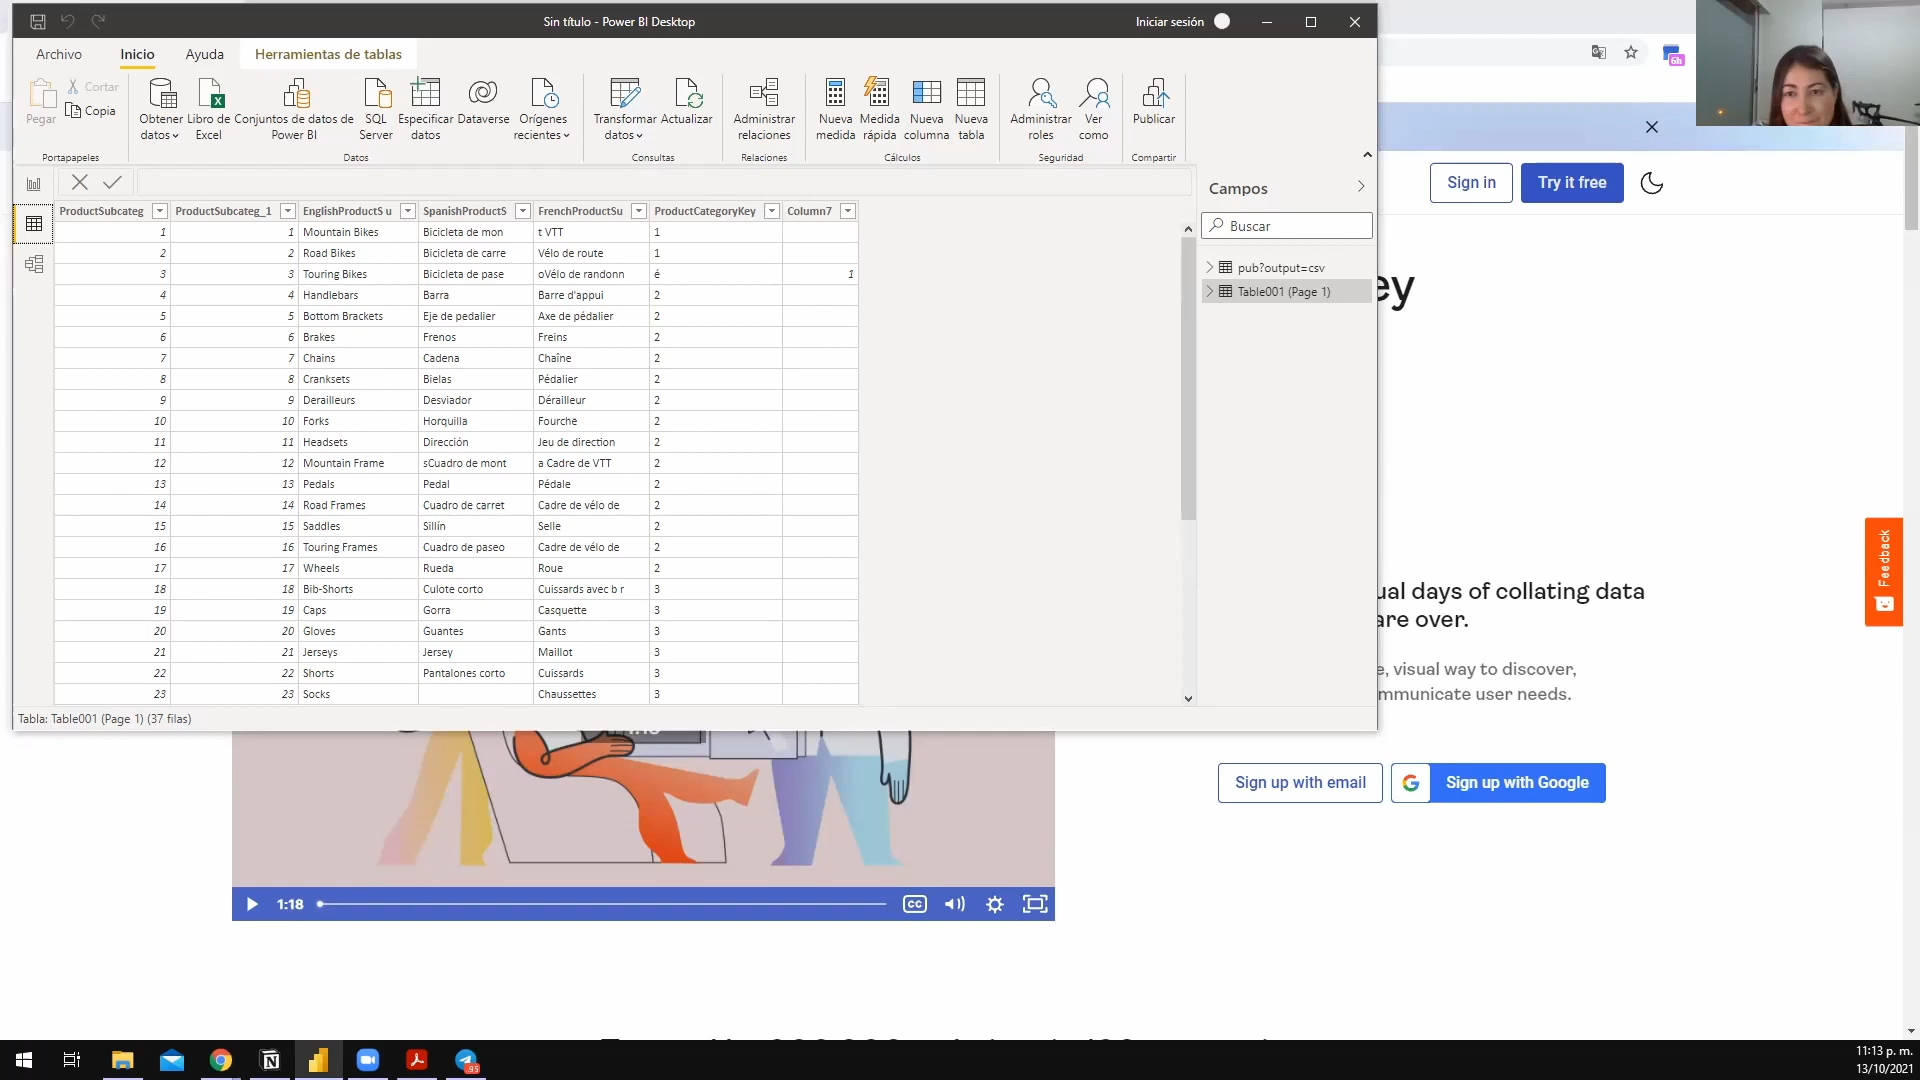 Sin título - Power BI Desktop
Iniciar sesión
Archivo
Inicio
Ayuda
Herramientas de tablas
Pegar
Cortar
Copia
Portapapeles
Obtener datos
Libro de Excel
Conjuntos de datos de Power BI
SQL Server
Especificar datos
Dataverse
Orígenes recientes
Datos
Transformar datos
Actualizar
Consultas
Administrar relaciones
Relaciones
Nueva medida
Medida rápida
Nueva columna
Nueva tabla
Cálculos
Administrar roles
Ver como
Seguridad
Publicar
Compartir
ProductSubcateg ProductSubcateg_1 EnglishProductS u SpanishProductS FrenchProductSu ProductCategoryKey Column7
1 1 Mountain Bikes Bicicleta de mon t VTT 1
2 2 Road Bikes Bicicleta de carre Vélo de route 1
3 3 Touring Bikes Bicicleta de pase oVélo de randonn é 1
4 4 Handlebars Barra Barre d'appui 2
5 5 Bottom Brackets Eje de pedalier Axe de pédalier 2
6 6 Brakes Frenos Freins 2
7 7 Chains Cadena Chaîne 2
8 8 Cranksets Bielas Pédalier 2
9 9 Derailleurs Desviador Dérailleur 2
10 10 Forks Horquilla Fourche 2
11 11 Headsets Dirección Jeu de direction 2
12 12 Mountain Frame sCuadro de mont a Cadre de VTT 2
13 13 Pedals Pedal Pédale 2
14 14 Road Frames Cuadro de carret Cadre de vélo de 2
15 15 Saddles Sillín Selle 2
16 16 Touring Frames Cuadro de paseo Cadre de vélo de 2
17 17 Wheels Rueda Roue 2
18 18 Bib-Shorts Culote corto Cuissards avec b r 3
19 19 Caps Gorra Casquette 3
20 20 Gloves Guantes Gants 3
21 21 Jerseys Jersey Maillot 3
22 22 Shorts Pantalones corto Cuissards 3
23 23 Socks Chaussettes 3
Tabla: Table001 (Page 1) (37 filas)
Campos
Buscar
pub?output=csv
Table001 (Page 1)
6h
Sign in
Try it free
ey
ual days of collating data
are over.
e, visual way to discover,
mmunicate user needs.
Feedback
Sign up with email
G Sign up with Google
1:18
CC
95
11:13 p. m.
13/10/2021